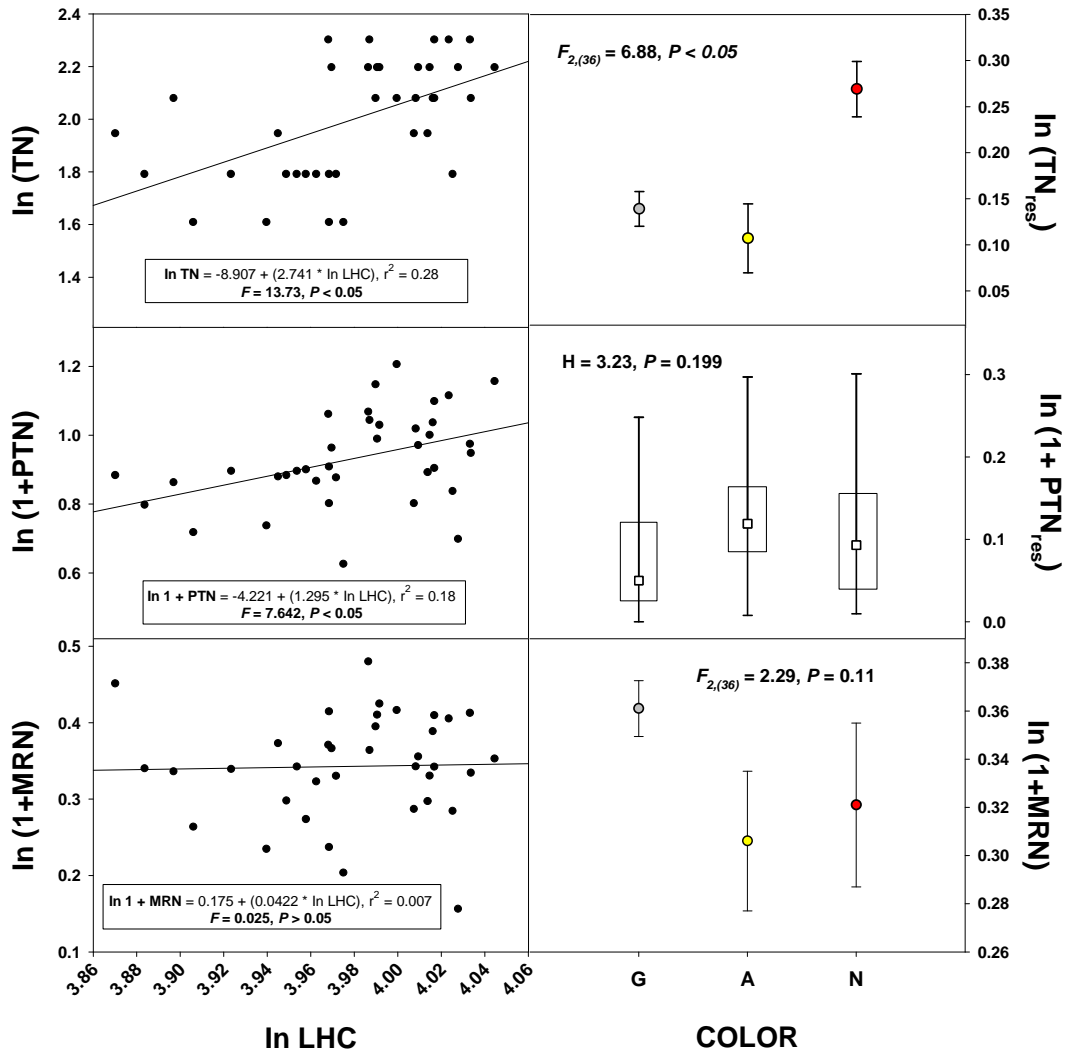 2.4
2.2
2.0
1.8
1.6
1.4
ln (TN)
ln TN = -8.907 + (2.741 * ln LHC), r2 = 0.28
F = 13.73, P < 0.05
F2,(36) = 6.88, P < 0.05
0.35
0.30
0.25
0.20
0.15
0.10
0.05
ln (TNres)
1.2
1.0
0.8
0.6
ln (1+PTN)
ln 1 + PTN = -4.221 + (1.295 * ln LHC), r2 = 0.18
F = 7.642, P < 0.05
H = 3.23, P = 0.199
0.3
0.2
0.1
0.0
ln (1+ PTNres)
0.5
0.4
0.3
0.2
0.1
ln (1+MRN)
ln 1 + MRN = 0.175 + (0.0422 * ln LHC), r2 = 0.007
F = 0.025, P > 0.05
F2,(36) = 2.29, P = 0.11
0.38
0.36
0.34
0.32
0.30
0.28
0.26
ln (1+MRN)
3.86 3.88 3.90 3.92 3.94 3.96 3.98 4.00 4.02 4.04 4.06
G A N
ln LHC
COLOR